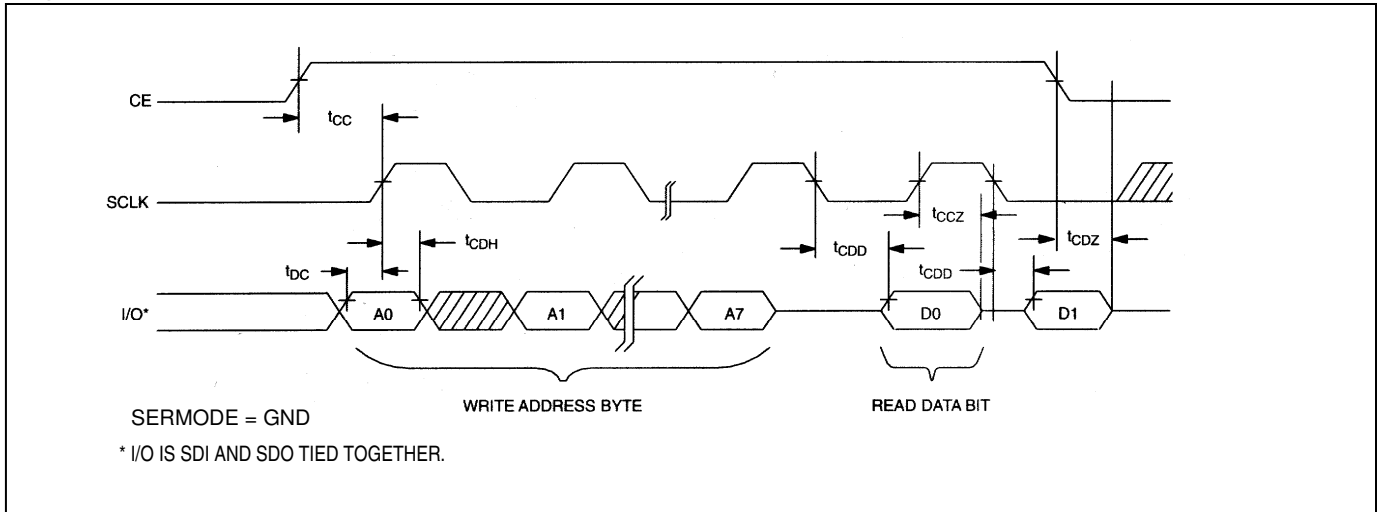 CE
tCC
SCLK
tCCZ
tCDH
tCDD
tCDZ
tDC
tCDD
I/O*
A0
A1
A7
D0
D1
WRITE ADDRESS BYTE
READ DATA BIT
SERMODE = GND
* I/O IS SDI AND SDO TIED TOGETHER.